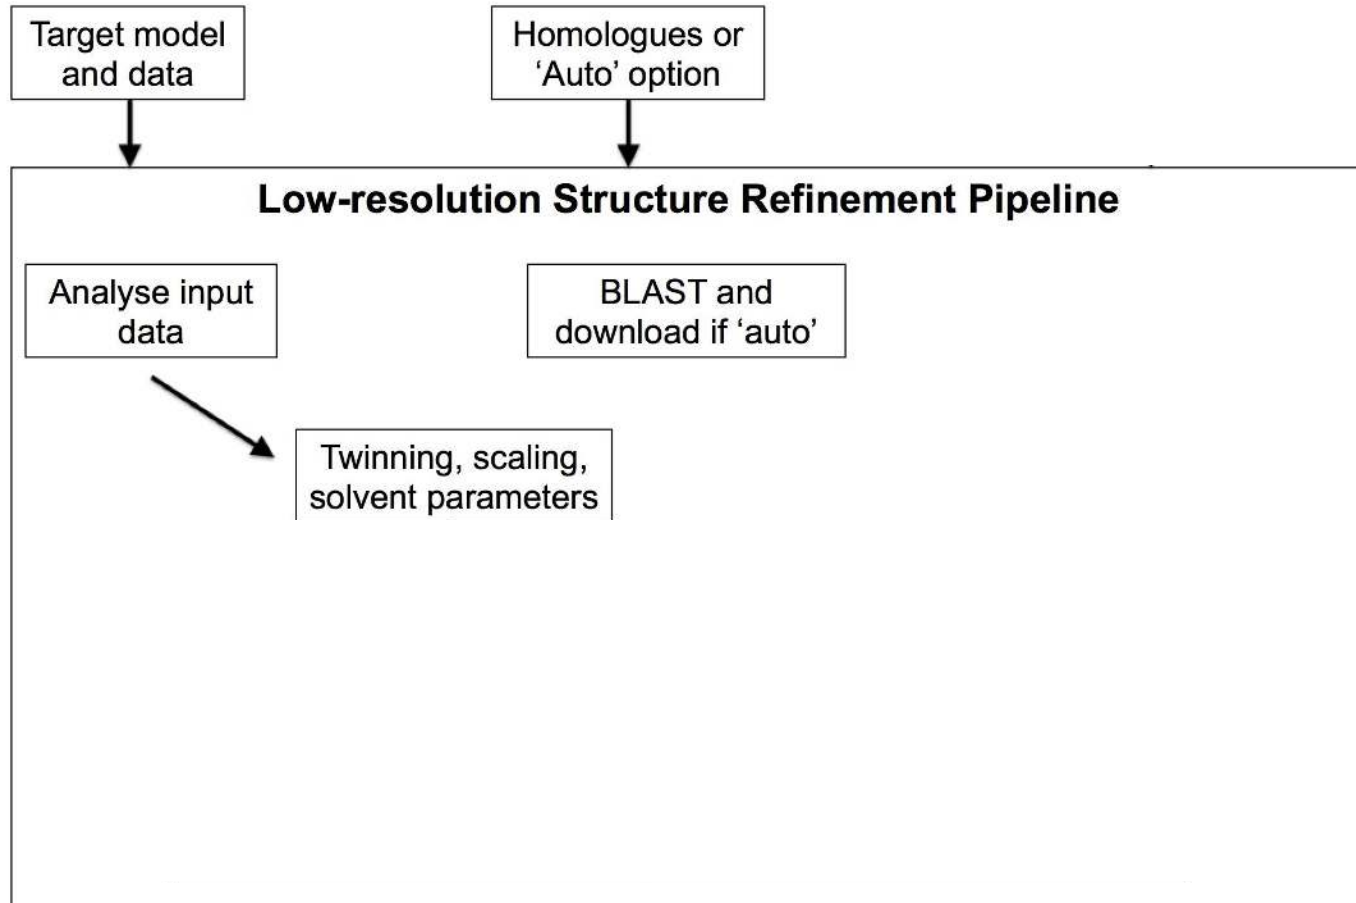 Target model
and data
Homologues or
‘Auto’ option
Low-resolution Structure Refinement Pipeline
Analyse input
data
BLAST and
download if ‘auto’
Twinning, scaling,
solvent parameters